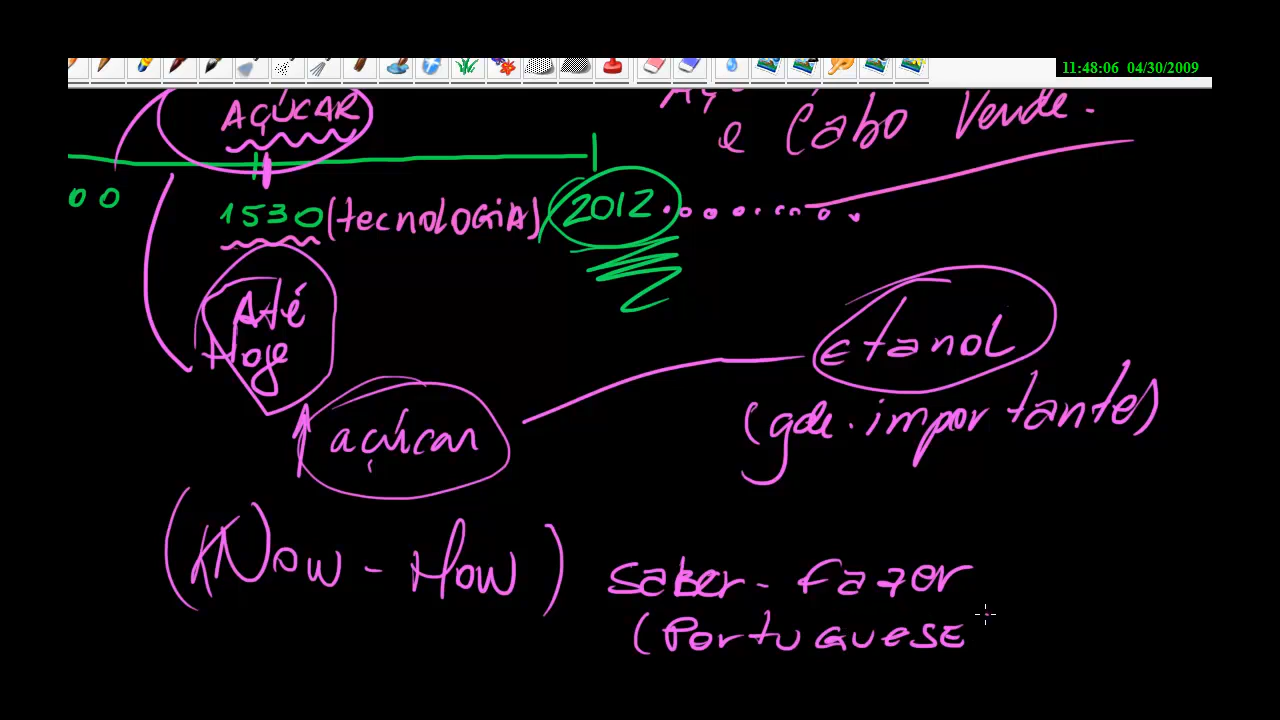 11:48:06 04/30/2009
AÇÚCAR
e Cabo Verde.
00
1530 (tecnologia) 2012
Até
Hoje
etanol
açúcar
(gde. importante)
(KNow-How) saber-fazer
(Portuguese